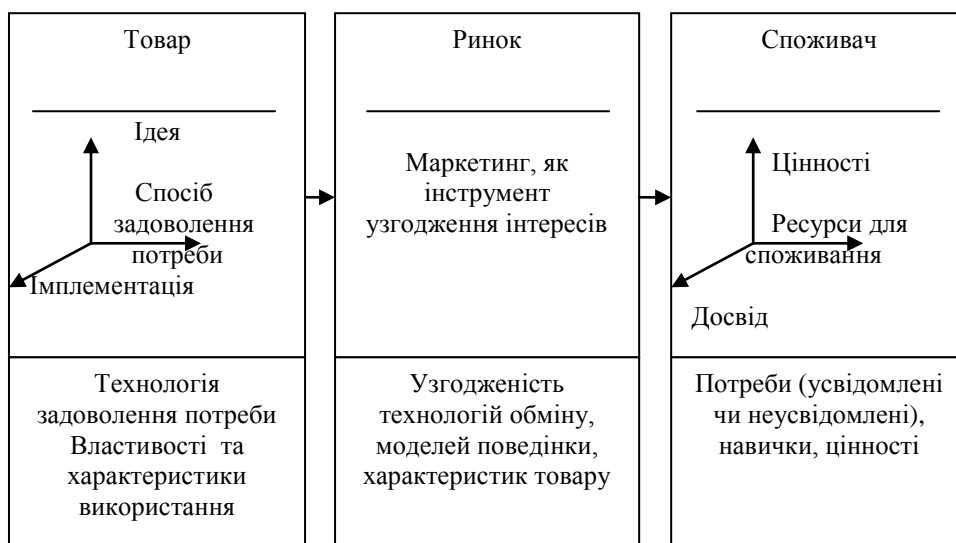 Товар
Ідея
Спосіб
задоволення
потреби
Імплементація
Технологія
задоволення потреби
Властивості та
характеристики
використання
Ринок
Маркетинг, як
інструмент
узгодження інтересів
Узгодженість
технологій обміну,
моделей поведінки,
характеристик товару
Споживач
Цінності
Ресурси для
споживання
Досвід
Потреби (усвідомлені
чи неусвідомлені),
навички, цінності